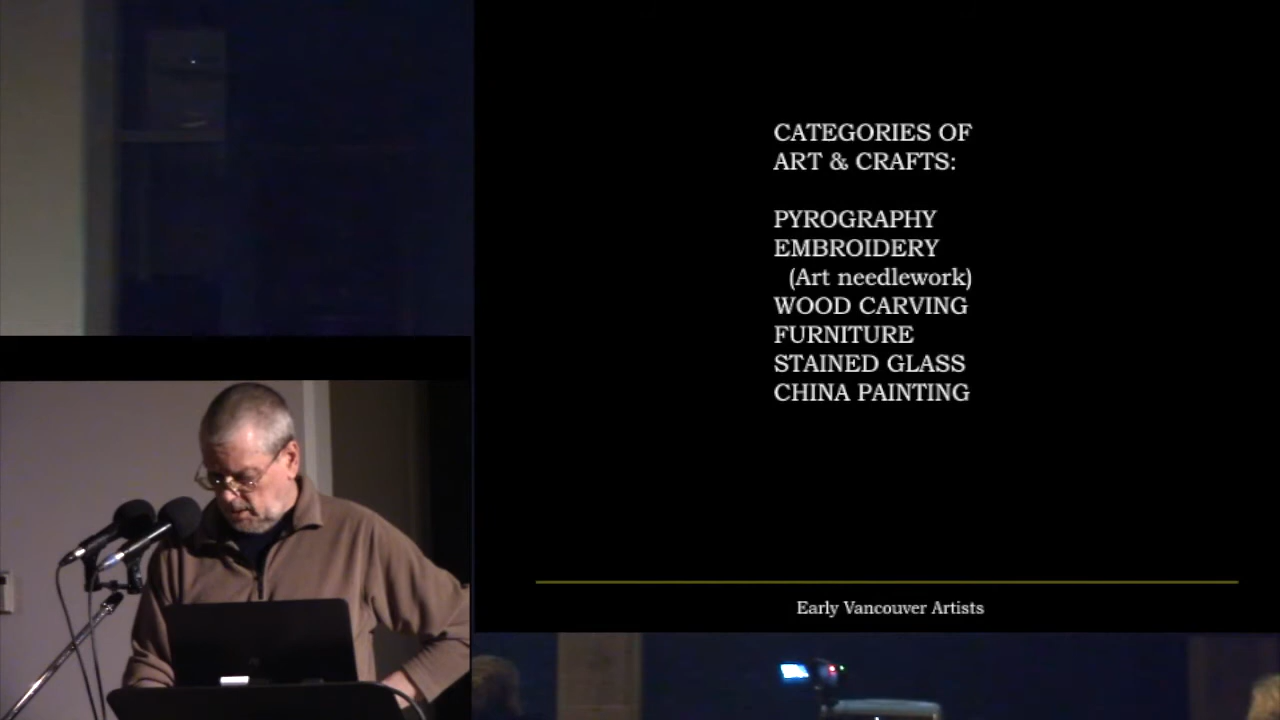 CATEGORIES OF
ART & CRAFTS:
PYROGRAPHY
EMBROIDERY
(Art needlework)
WOOD CARVING
FURNITURE
STAINED GLASS
CHINA PAINTING
Early Vancouver Artists